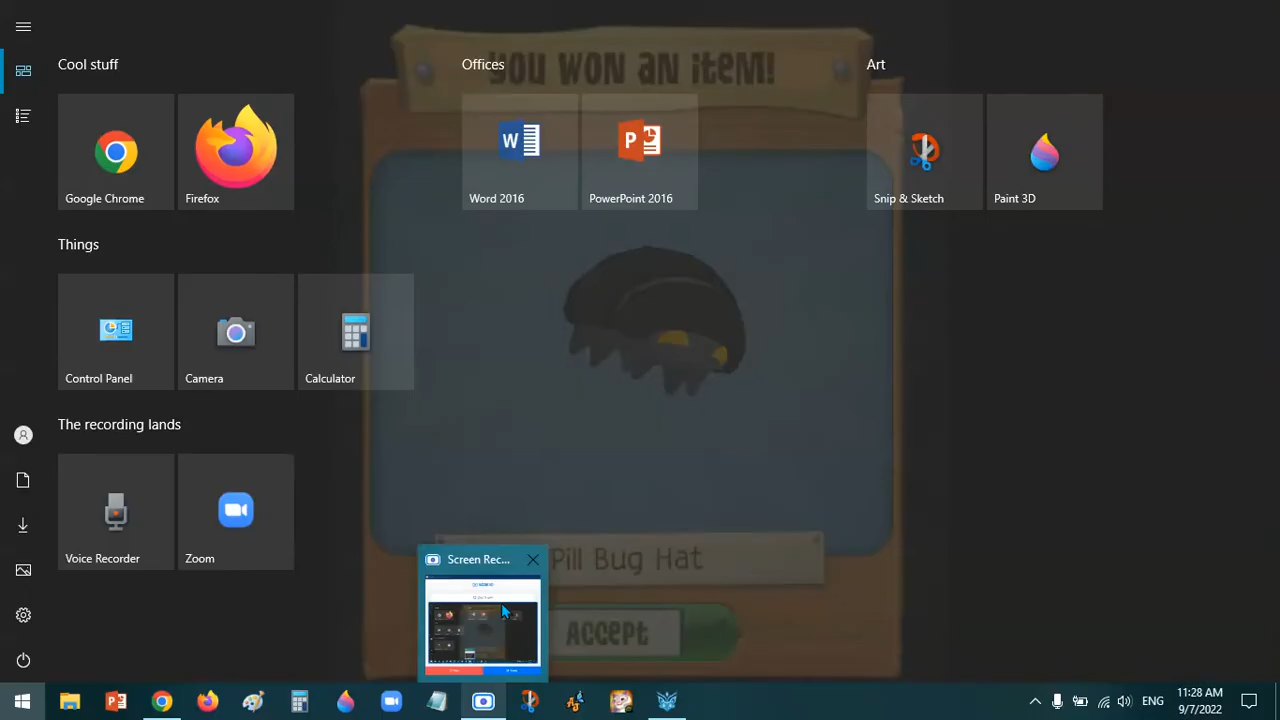 YOU WON AN ITEM!
Cool stuff
Offices
Art
Google Chrome
Firefox
Word 2016
PowerPoint 2016
Snip & Sketch
Paint 3D
Things
Control Panel
Camera
Calculator
The recording lands
Voice Recorder
Zoom
Screen Rec...
Pill Bug Hat
ACCEPT
ENG
11:28 AM
9/7/2022